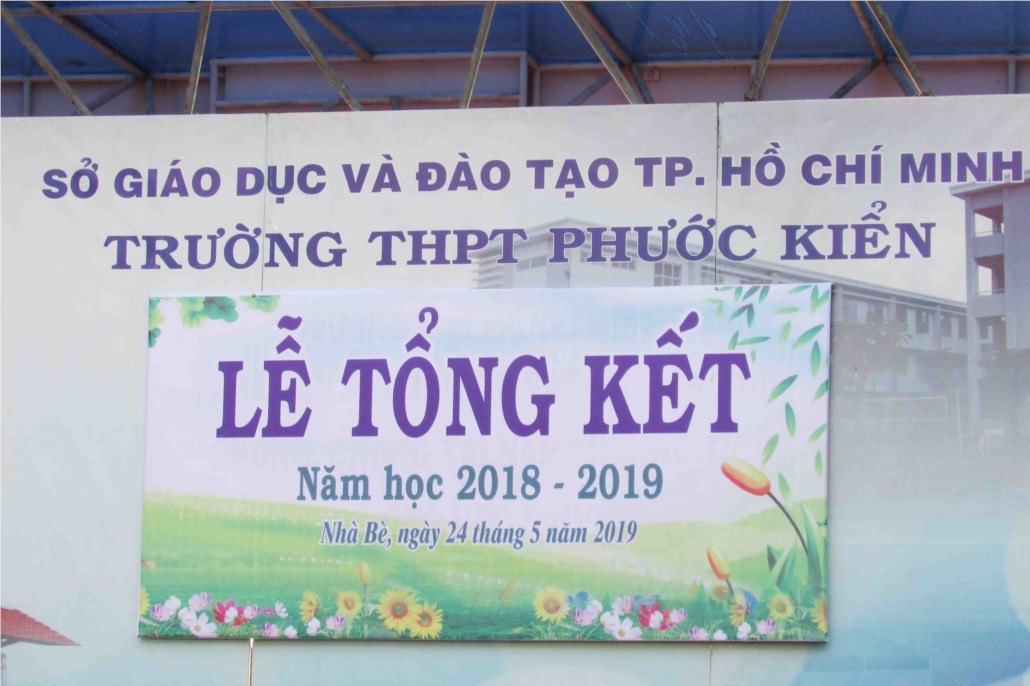 SỞ GIÁO DỤC VÀ ĐÀO TẠO TP. HỒ CHÍ MINH
TRƯỜNG THPT PHƯỚC KIỂN
LỄ TỔNG KẾT
Năm học 2018 - 2019
Nhà Bè, ngày 24 tháng 5 năm 2019